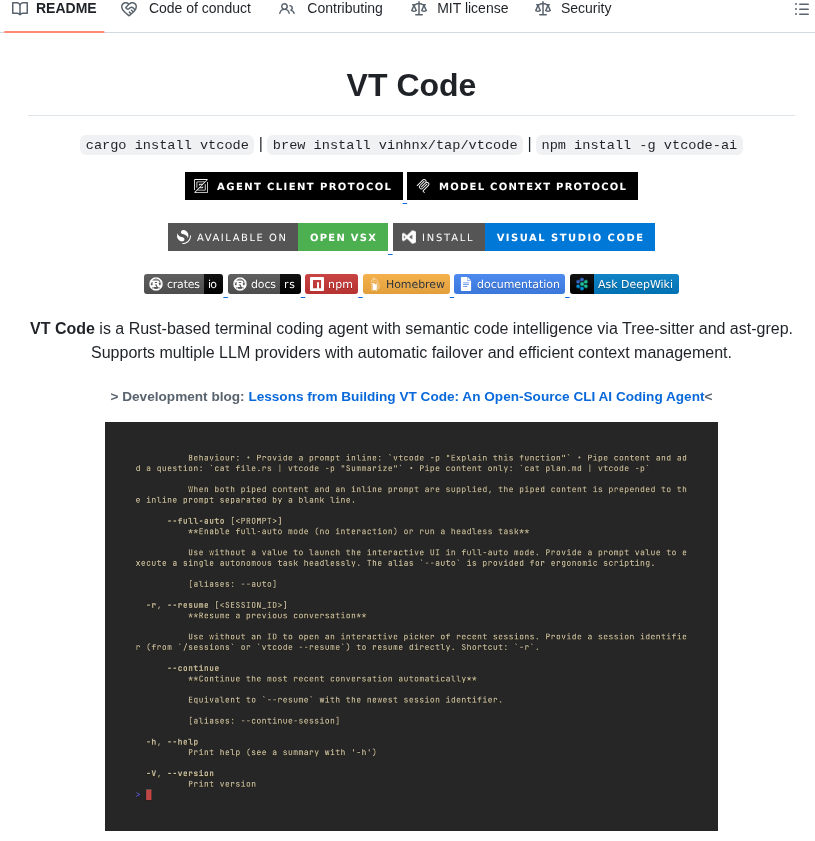 README Code of conduct Contributing MIT license Security
VT Code
cargo install vtcode | brew install vinhnx/tap/vtcode | npm install -g vtcode-ai
AGENT CLIENT PROTOCOL MODEL CONTEXT PROTOCOL
AVAILABLE ON OPEN VSX INSTALL VISUAL STUDIO CODE
crates io docs rs npm Homebrew documentation Ask DeepWiki
VT Code is a Rust-based terminal coding agent with semantic code intelligence via Tree-sitter and ast-grep.
Supports multiple LLM providers with automatic failover and efficient context management.
> Development blog: Lessons from Building VT Code: An Open-Source CLI AI Coding Agent<
Behaviour: • Provide a prompt inline: `vtcode -p "Explain this function"` • Pipe content and ad
d a question: `cat file.rs | vtcode -p "Summarize"` • Pipe content only: `cat plan.md | vtcode -p`
When both piped content and an inline prompt are supplied, the piped content is prepended to th
e inline prompt separated by a blank line.
--full-auto [<PROMPT>]
**Enable full-auto mode (no interaction) or run a headless task**
Use without a value to launch the interactive UI in full-auto mode. Provide a prompt value to e
xecute a single autonomous task headlessly. The alias `--auto` is provided for ergonomic scripting.
[aliases: --auto]
-r, --resume [<SESSION_ID>]
**Resume a previous conversation**
Use without an ID to open an interactive picker of recent sessions. Provide a session identifie
r (from `/sessions` or `vtcode --resume`) to resume directly. Shortcut: `-r`.
--continue
**Continue the most recent conversation automatically**
Equivalent to `--resume` with the newest session identifier.
[aliases: --continue-session]
-h, --help
Print help (see a summary with '-h')
-V, --version
Print version
>